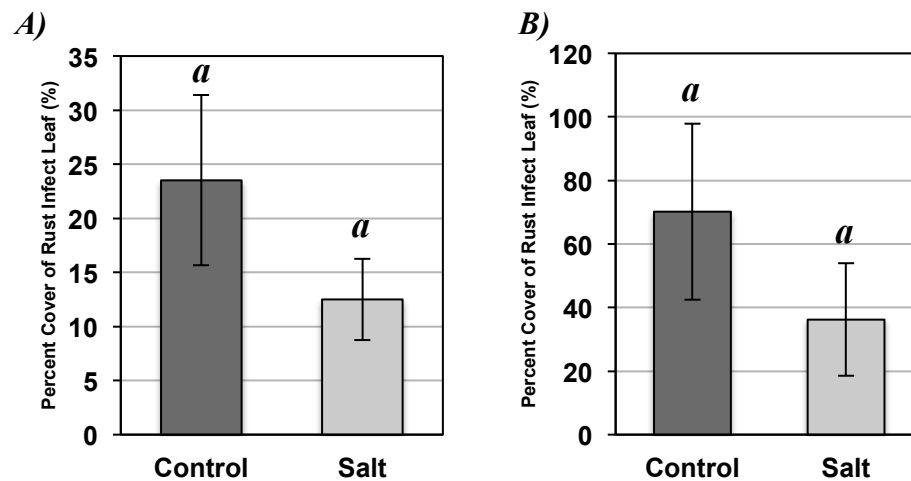 A)
Percent Cover of Rust Infect Leaf (%)
35
30
25
20
15
10
5
0
a
a
Control
Salt
B)
Percent Cover of Rust Infect Leaf (%)
120
100
80
60
40
20
0
a
a
Control
Salt